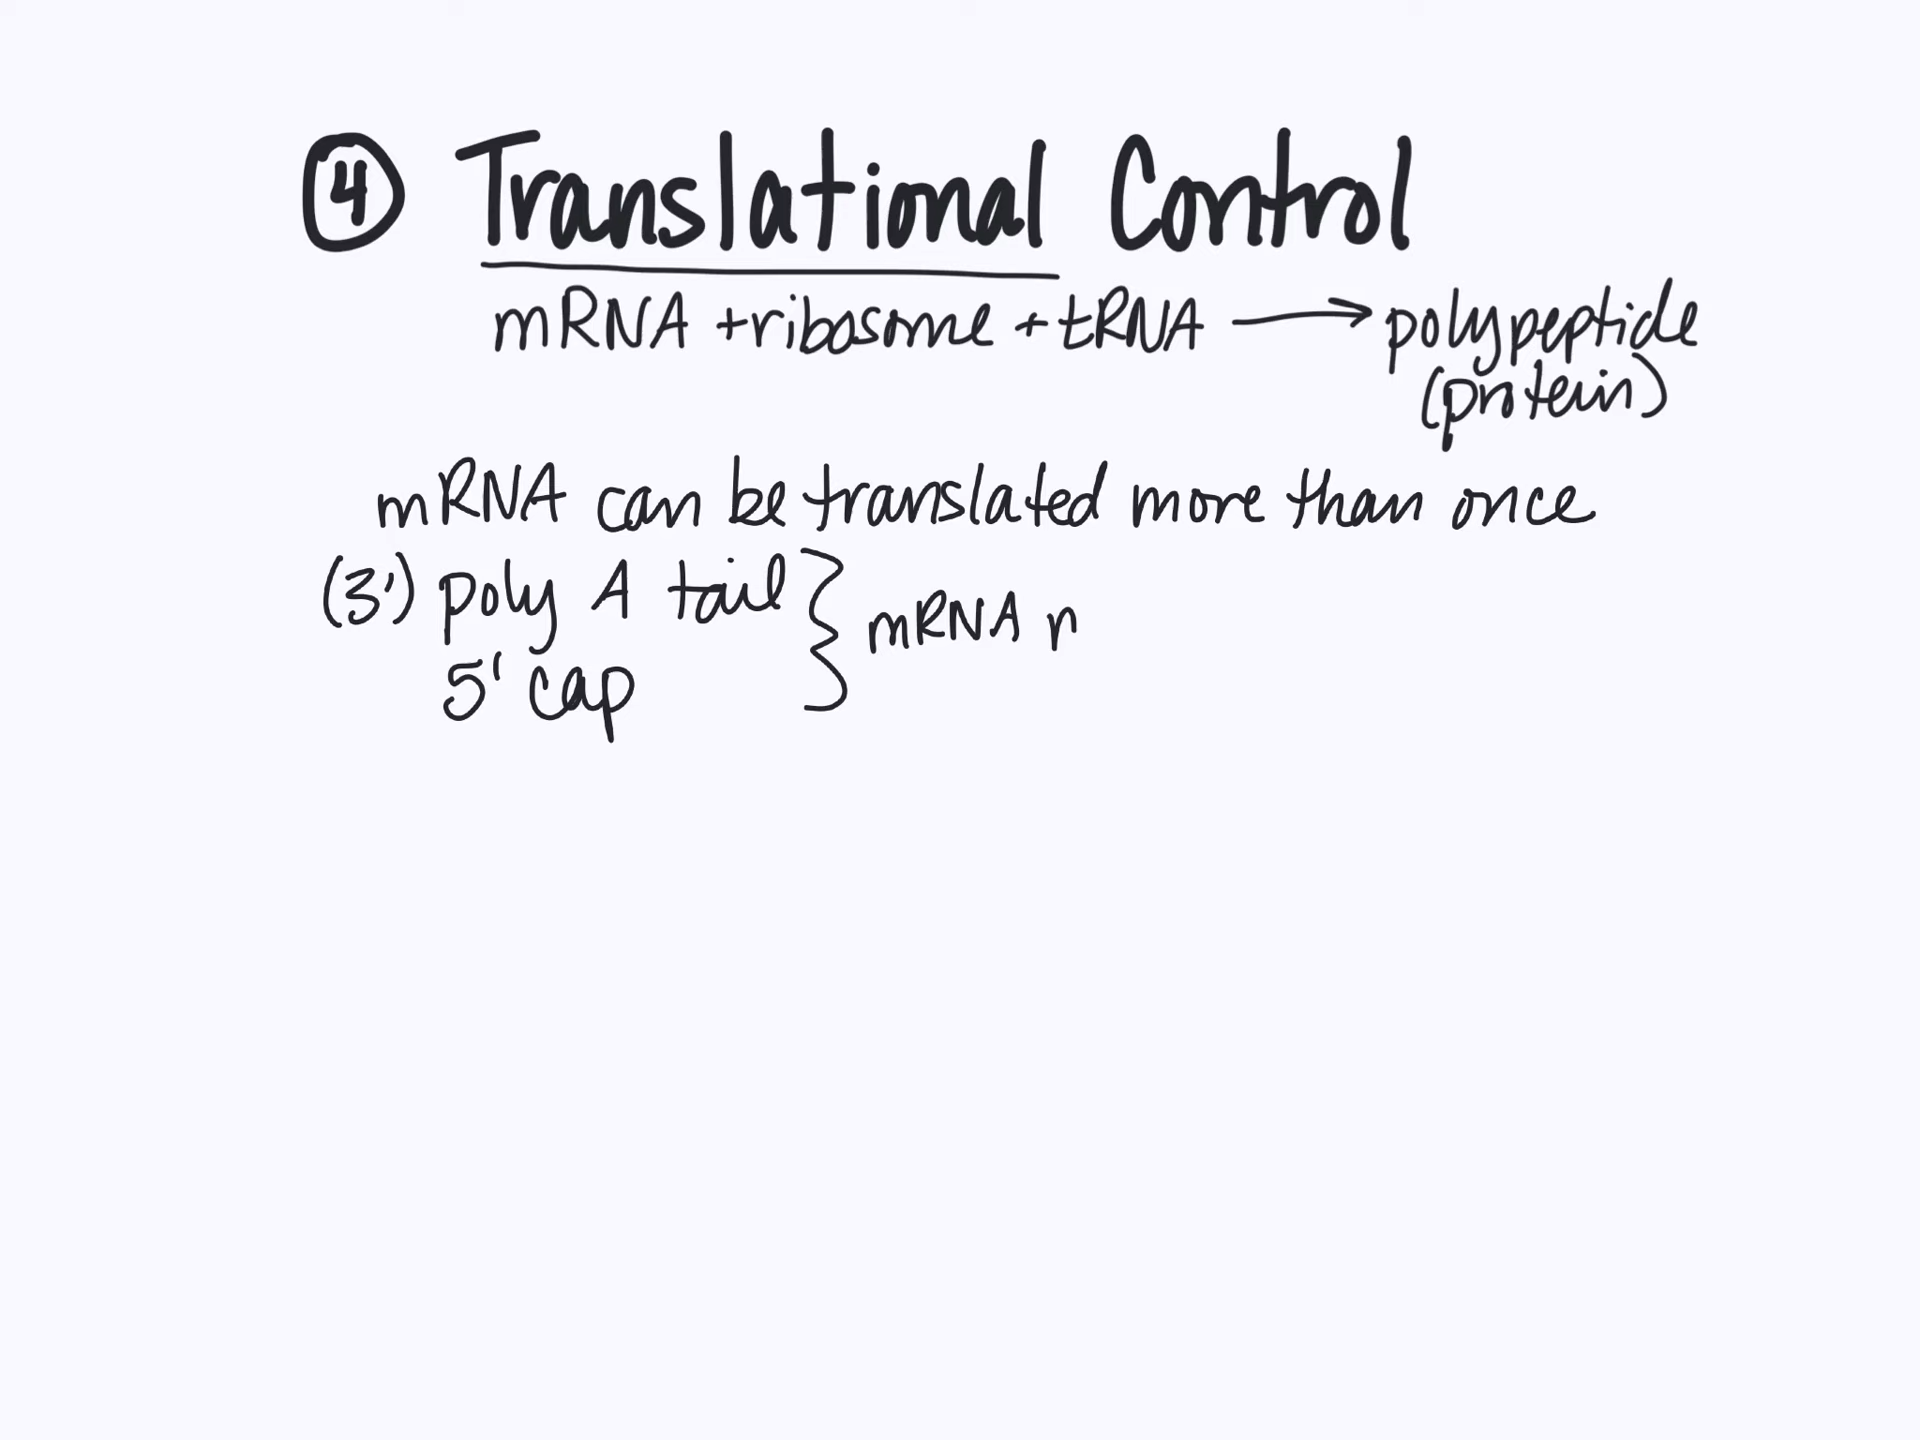 4 Translational Control
mRNA + ribosome + tRNA → polypeptide
(protein)
mRNA can be translated more than once
(3') poly A tail } mRNA r
5' cap